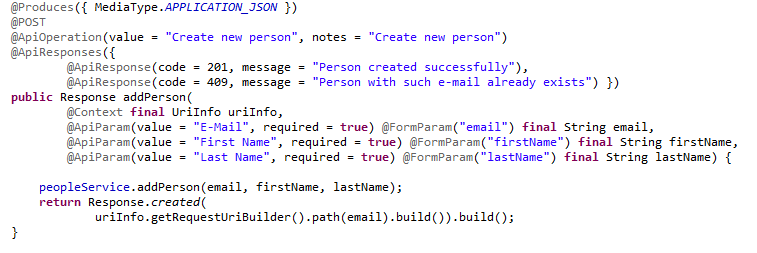 @Produces({ MediaType.APPLICATION_JSON })
@POST
@ApiOperation(value = "Create new person", notes = "Create new person")
@ApiResponses({
@ApiResponse(code = 201, message = "Person created successfully"),
@ApiResponse(code = 409, message = "Person with such e-mail already exists") })
public Response addPerson(
@Context final UriInfo uriInfo,
@ApiParam(value = "E-Mail", required = true) @FormParam("email") final String email,
@ApiParam(value = "First Name", required = true) @FormParam("firstName") final String firstName,
@ApiParam(value = "Last Name", required = true) @FormParam("lastName") final String lastName) {
peopleService.addPerson(email, firstName, lastName);
return Response.created(
uriInfo.getRequestUriBuilder().path(email).build()).build();
}